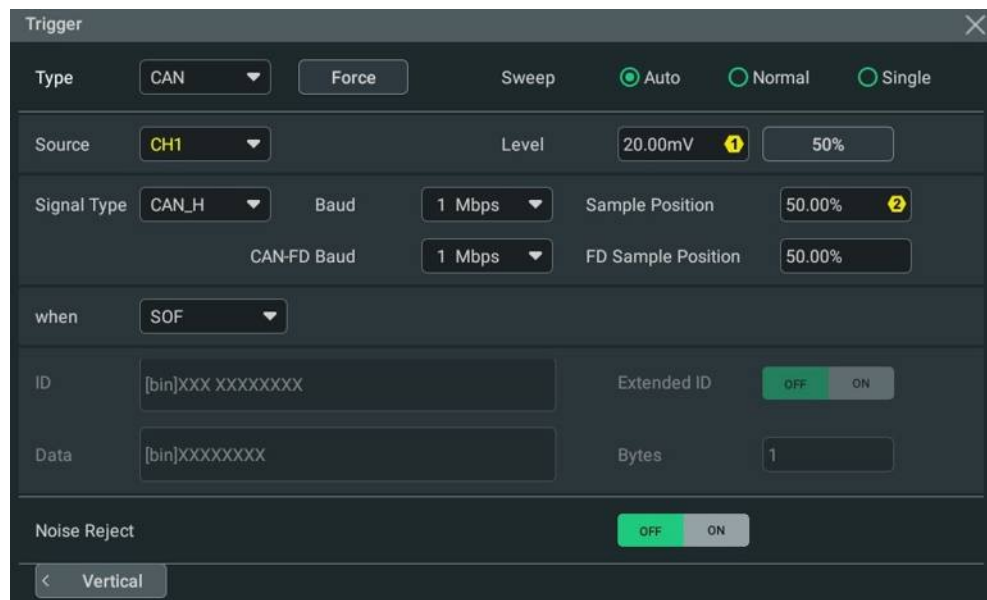 Trigger
Type CAN Force Sweep Auto Normal Single
Source CH1 Level 20.00mV 1 50%
Signal Type CAN_H Baud 1 Mbps Sample Position 50.00% 2
CAN-FD Baud 1 Mbps FD Sample Position 50.00%
when SOF
ID [bin]XXX XXXXXXXX Extended ID OFF ON
Data [bin]XXXXXXXX Bytes 1
Noise Reject OFF ON
< Vertical